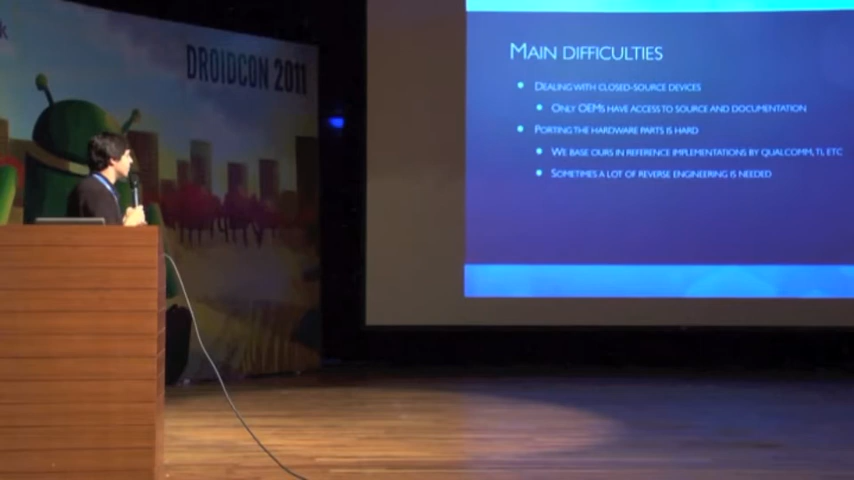 k
DROIDCON 2011
MAIN DIFFICULTIES
DEALING WITH CLOSED-SOURCE DEVICES
ONLY OEMS HAVE ACCESS TO SOURCE AND DOCUMENTATION
PORTING THE HARDWARE PARTS IS HARD
WE BASE OURS IN REFERENCE IMPLEMENTATIONS BY QUALCOMM, TI, ETC
SOMETIMES A LOT OF REVERSE ENGINEERING IS NEEDED